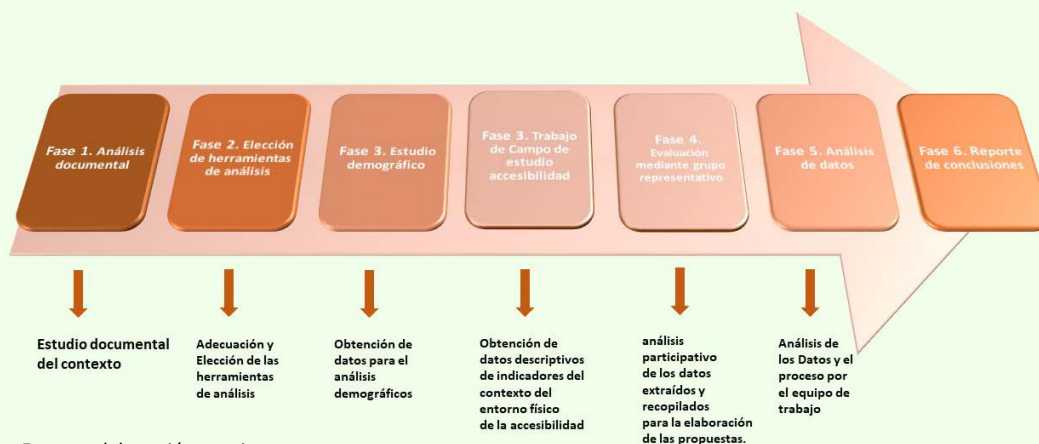 Fase 1. Análisis
documental
Fase 2. Elección
de herramientas
de análisis
Fase 3. Estudio
demográfico
Fase 3. Trabajo
de Campo de
estudio
accesibilidad
Fase 4.
Evaluación
mediante grupo
representativo
Fase 5. Análisis
de datos
Fase 6. Reporte
de conclusiones
Estudio documental
del contexto
Adecuación y
Elección de las
herramientas
de análisis
Obtención de
datos para el
análisis
demográficos
Obtención de
datos descriptivos
de indicadores del
contexto del
entorno físico
de la accesibilidad
análisis
participativo
de los datos
extraídos y
recopilados
para la elaboración
de las propuestas.
Análisis de
los Datos y el
proceso por
el equipo de
trabajo